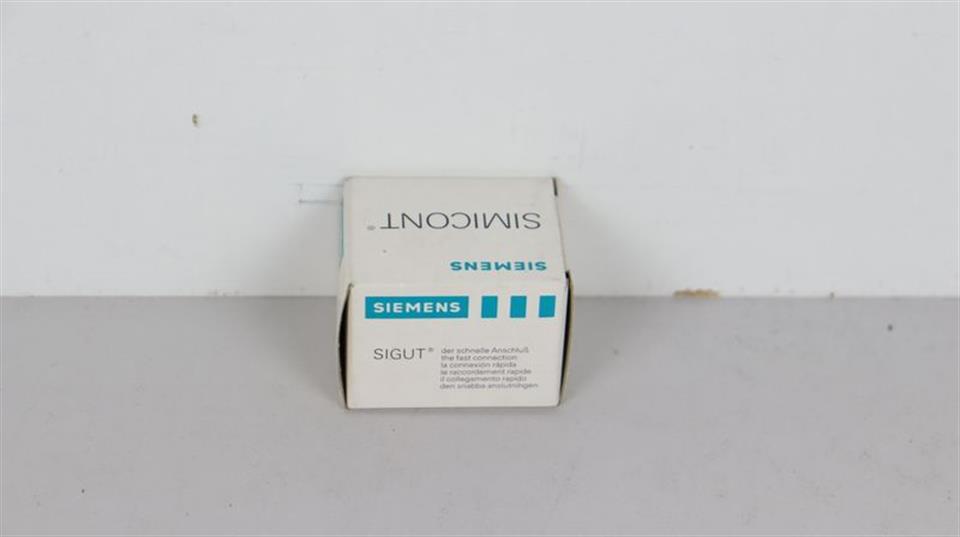 SIMICONT®
SIEMENS
SIEMENS
SIGUT®
der schnelle Anschluß
the fast connection
la connexión rápida
le raccordement rapide
il collegamento rapido
den snabba anslutnihgen